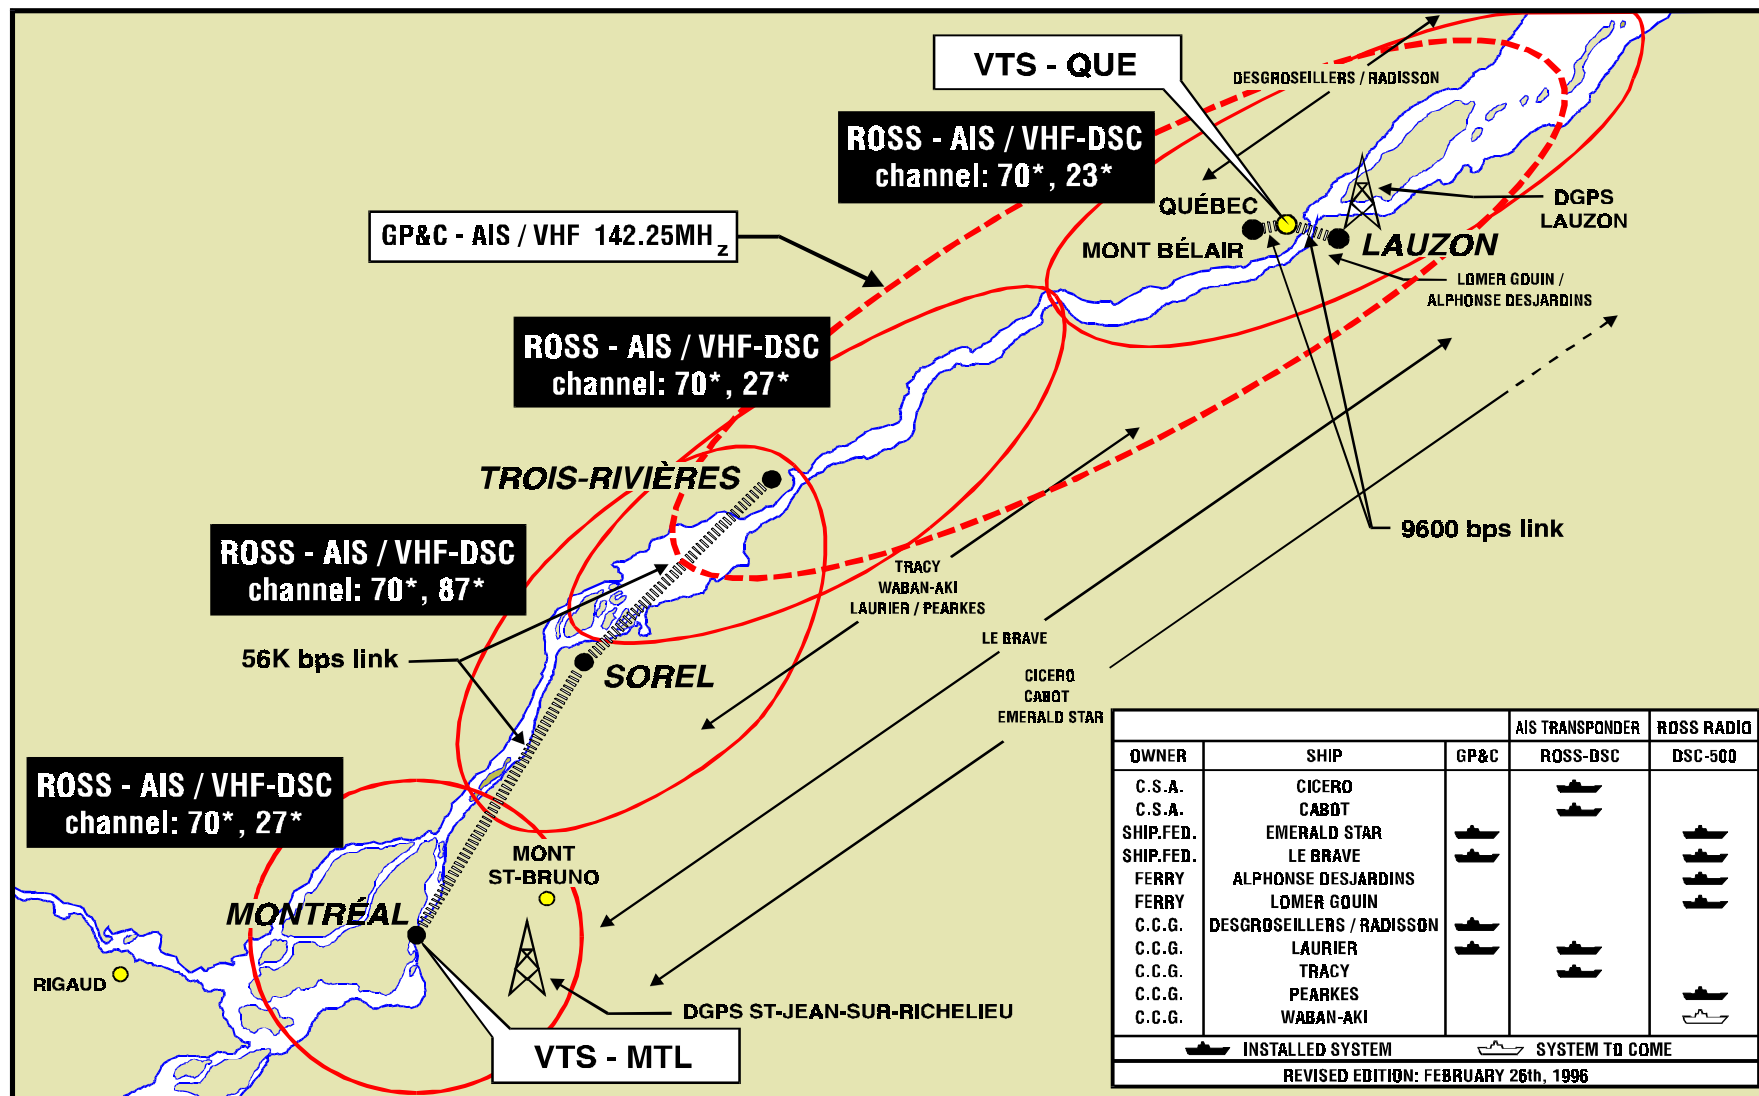 VTS - QUE
DESGROSEILLERS / RADISSON
ROSS - AIS / VHF-DSC
channel: 70*, 23*
GP&C - AIS / VHF 142.25MHz
QUÉBEC
MONT BÉLAIR
LAUZON
DGPS
LAUZON
LOMER GOUIN /
ALPHONSE DESJARDINS
ROSS - AIS / VHF-DSC
channel: 70*, 27*
TROIS-RIVIÈRES
9600 bps link
ROSS - AIS / VHF-DSC
channel: 70*, 87*
TRACY
WABAN-AKI
LAURIER / PEARKES
LE BRAVE
56K bps link
SOREL
CICERO
CABOT
EMERALD STAR
ROSS - AIS / VHF-DSC
channel: 70*, 27*
MONT
ST-BRUNO
MONTRÉAL
RIGAUD
DGPS ST-JEAN-SUR-RICHELIEU
VTS - MTL
AIS TRANSPONDER ROSS RADIO
OWNER SHIP GP&C ROSS-DSC DSC-500
C.S.A. CICERO
C.S.A. CABOT
SHIP.FED. EMERALD STAR
SHIP.FED. LE BRAVE
FERRY ALPHONSE DESJARDINS
FERRY LOMER GOUIN
C.C.G. DESGROSEILLERS / RADISSON
C.C.G. LAURIER
C.C.G. TRACY
C.C.G. PEARKES
C.C.G. WABAN-AKI
INSTALLED SYSTEM SYSTEM TO COME
REVISED EDITION: FEBRUARY 26th, 1996